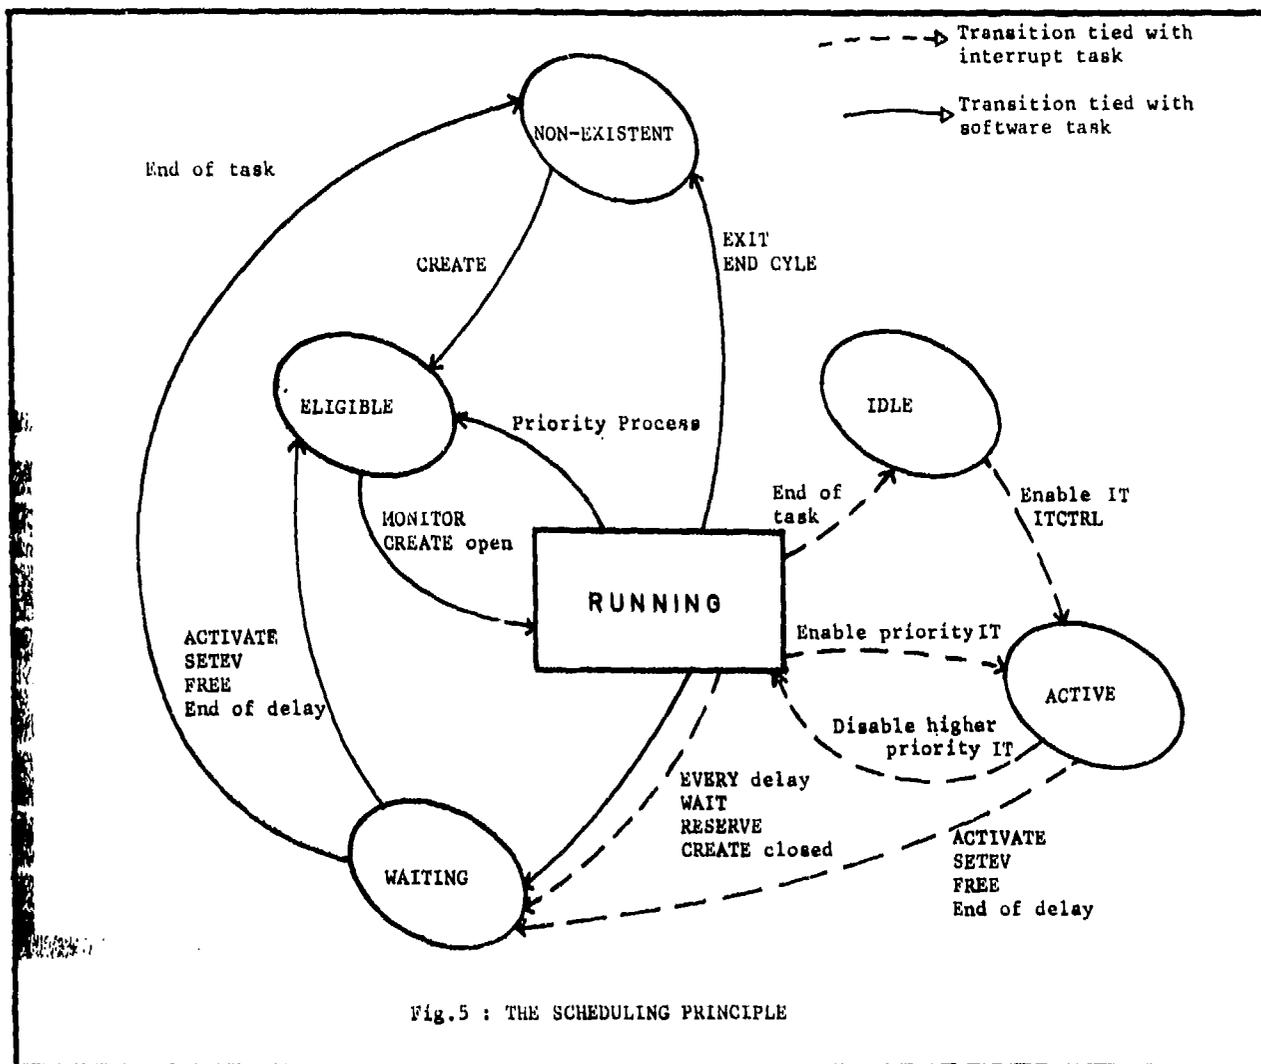 Transition tied with
interrupt task
Transition tied with
software task
NON-EXISTENT
End of task
EXIT
END CYLE
CREATE
ELIGIBLE
IDLE
Priority Process
End of
task
Enable IT
ITCTRL
MONITOR
CREATE open
RUNNING
Enable priority IT
ACTIVATE
SETEV
FREE
End of delay
ACTIVE
Disable higher
priority IT
EVERY delay
WAIT
RESERVE
CREATE closed
ACTIVATE
SETEV
FREE
End of delay
WAITING
Fig.5 : THE SCHEDULING PRINCIPLE